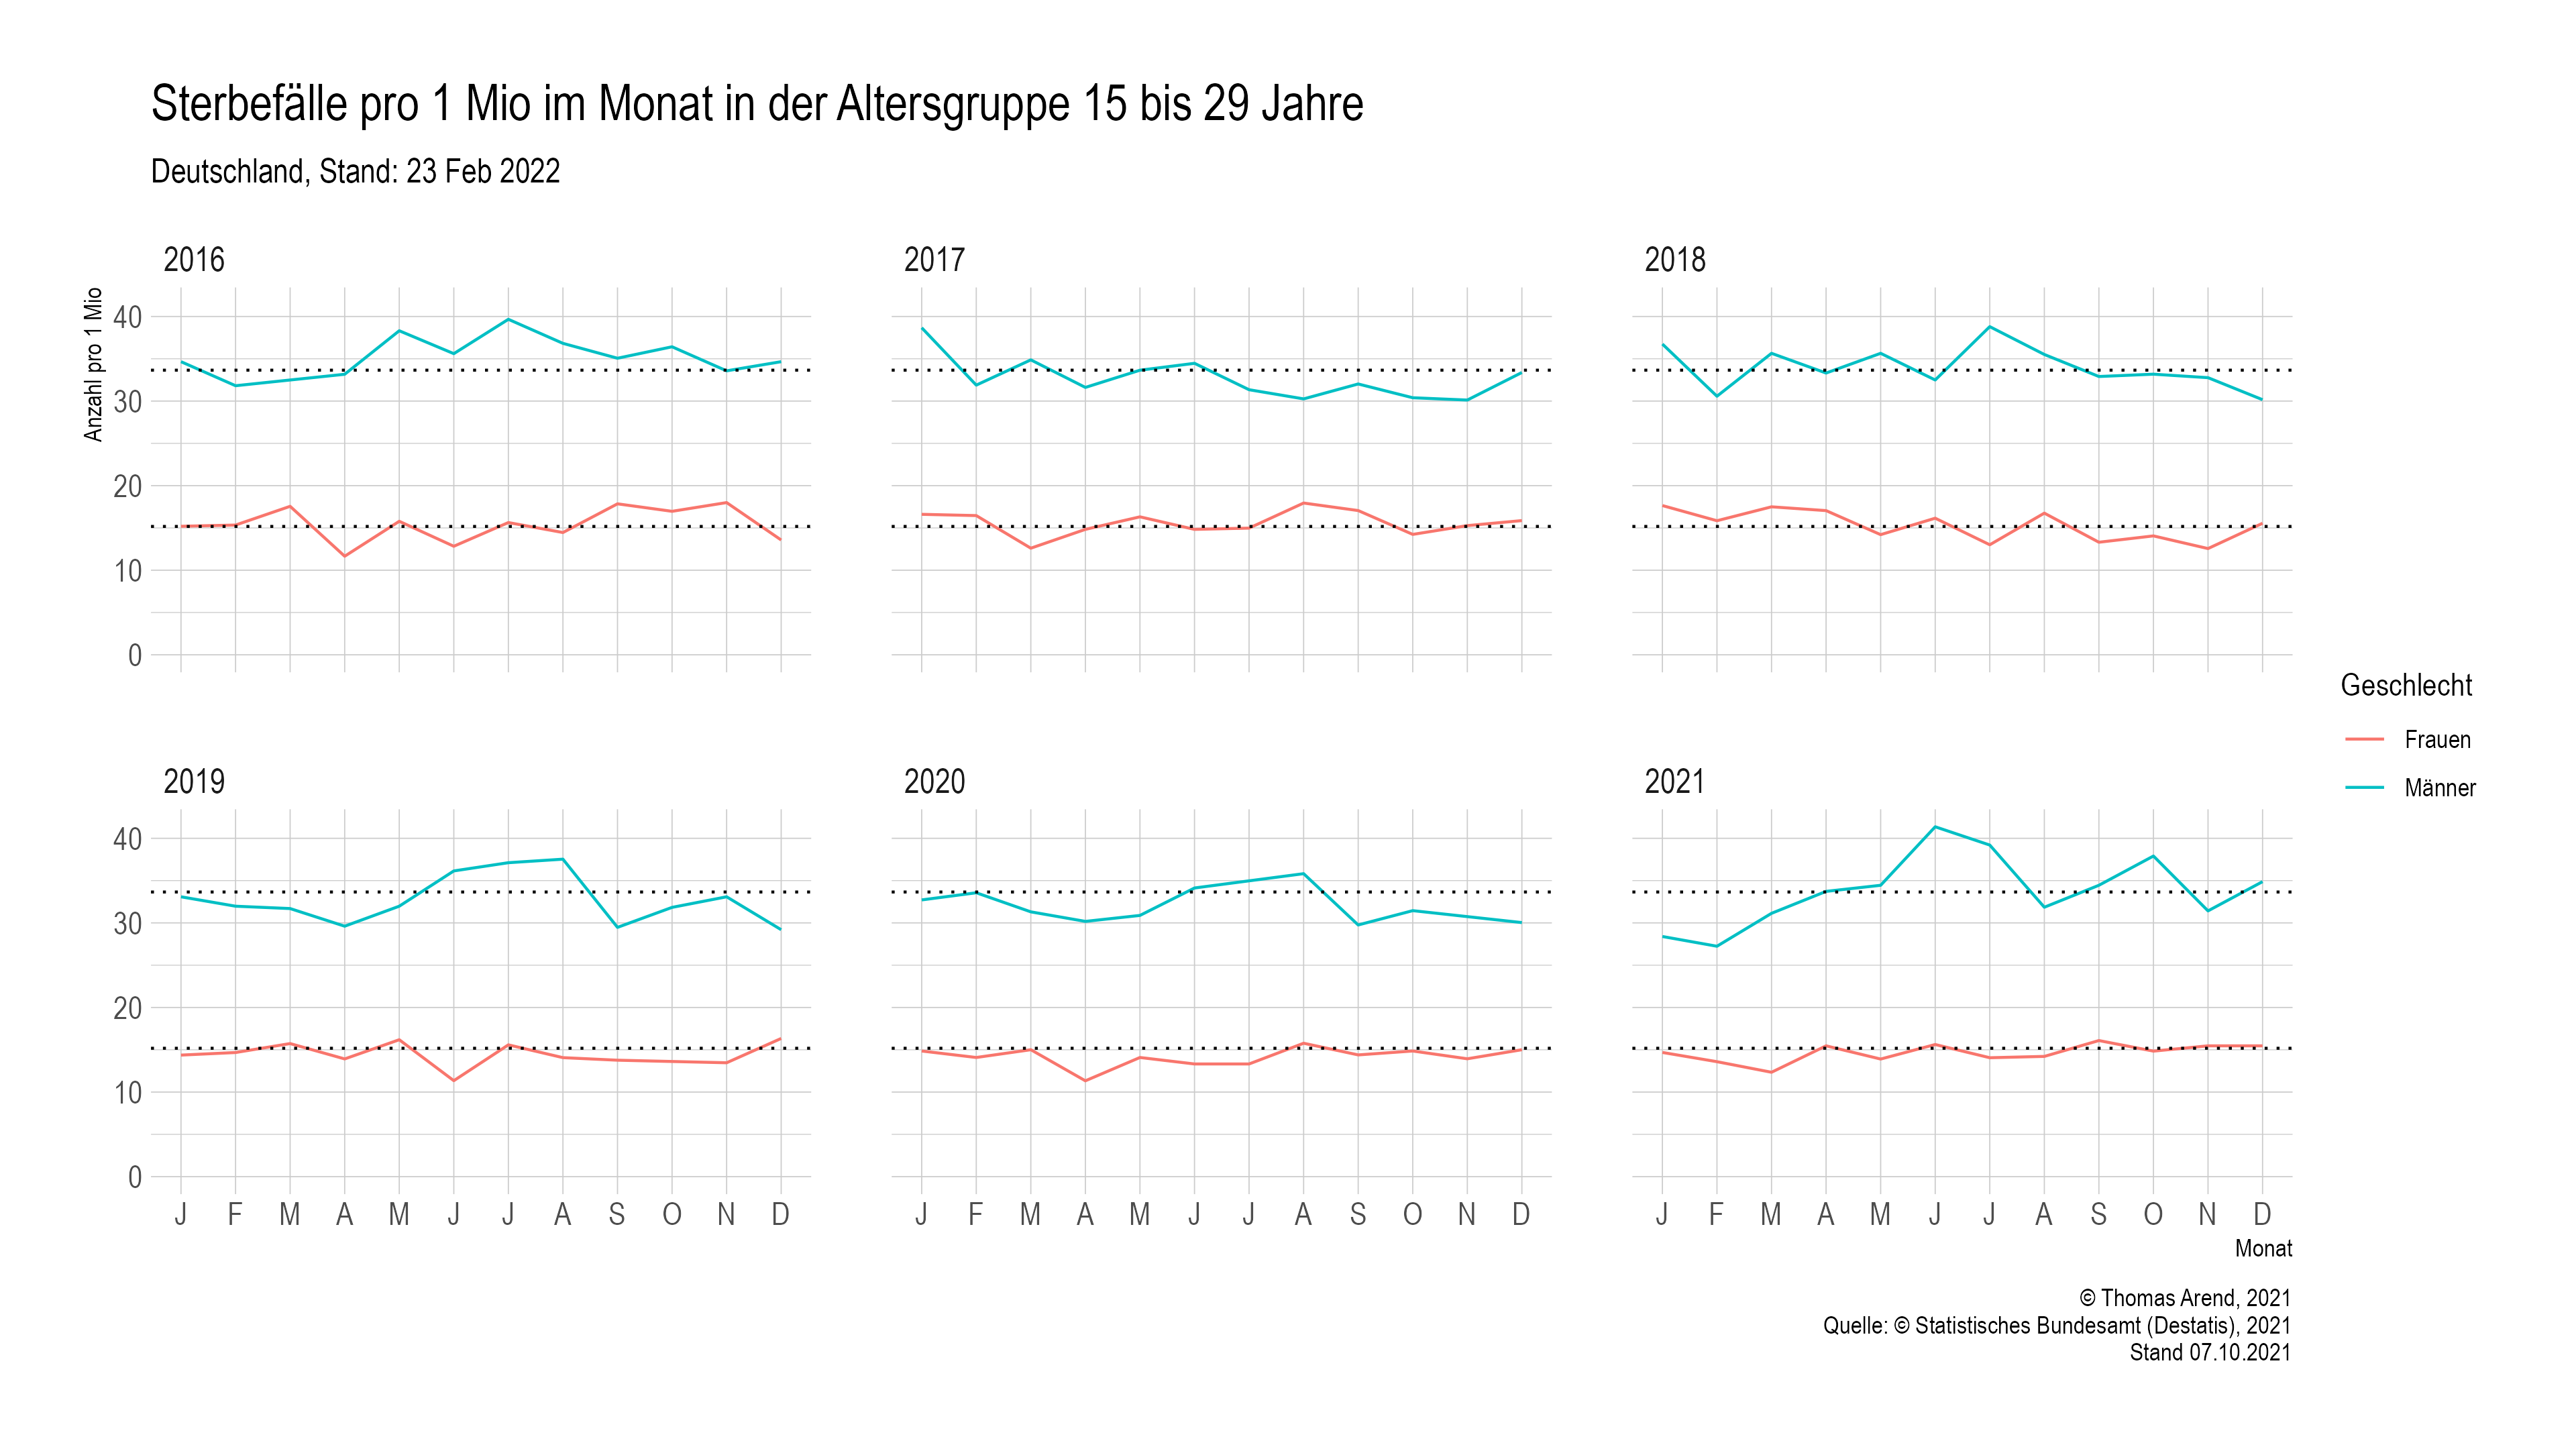 Sterbefälle pro 1 Mio im Monat in der Altersgruppe 15 bis 29 Jahre
Deutschland, Stand: 23 Feb 2022
2016
2017
2018
Anzahl pro 1 Mio
40
30
20
10
0
Geschlecht
Frauen
Männer
2019
2020
2021
40
30
20
10
0
J F M A M J J A S O N D
J F M A M J J A S O N D
J F M A M J J A S O N D
Monat
© Thomas Arend, 2021
Quelle: © Statistisches Bundesamt (Destatis), 2021
Stand 07.10.2021